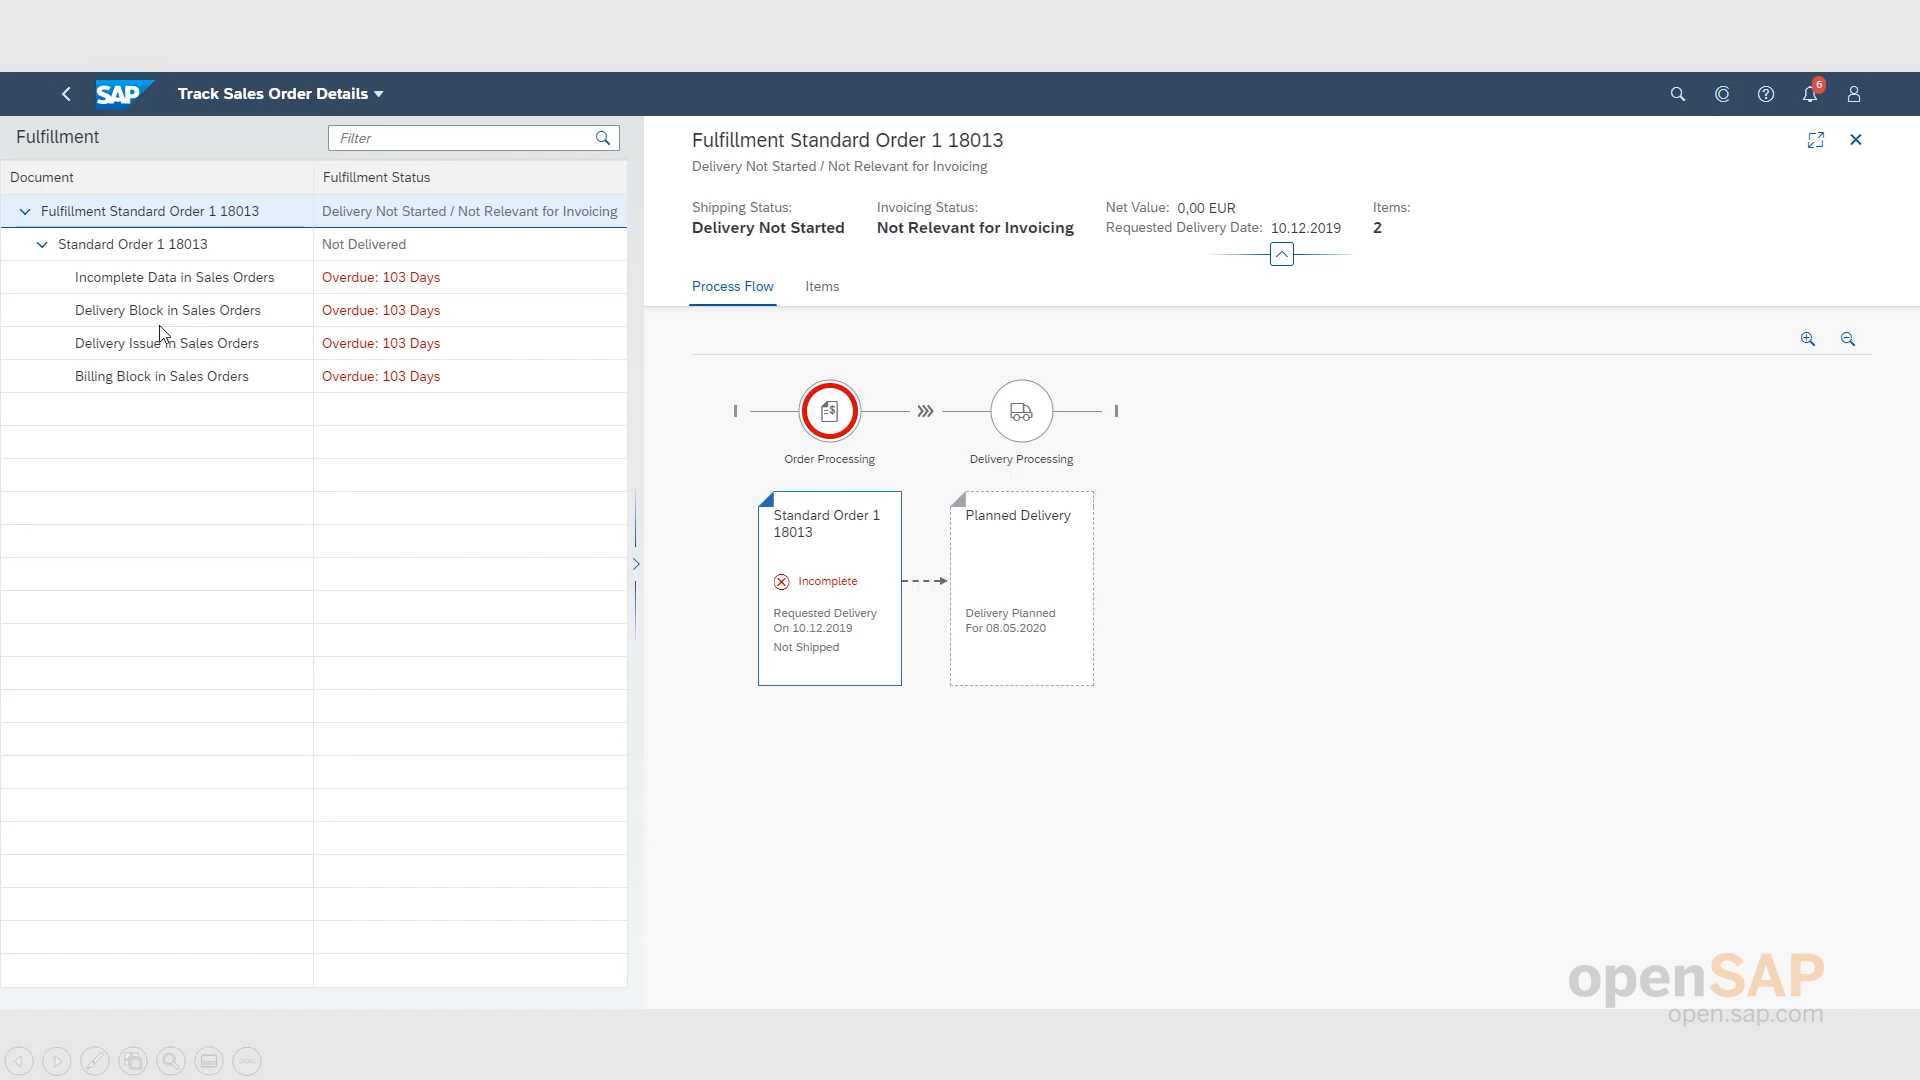 SAP
Track Sales Order Details
6
Fulfillment
Filter
Document
Fulfillment Status
Fulfillment Standard Order 1 18013
Delivery Not Started / Not Relevant for Invoicing
Standard Order 1 18013
Not Delivered
Incomplete Data in Sales Orders
Overdue: 103 Days
Delivery Block in Sales Orders
Overdue: 103 Days
Delivery Issue in Sales Orders
Overdue: 103 Days
Billing Block in Sales Orders
Overdue: 103 Days
Fulfillment Standard Order 1 18013
Delivery Not Started / Not Relevant for Invoicing
Shipping Status:
Delivery Not Started
Invoicing Status:
Not Relevant for Invoicing
Net Value: 0,00 EUR
Requested Delivery Date: 10.12.2019
Items:
2
Process Flow
Items
Order Processing
Delivery Processing
Standard Order 1
18013
Incomplete
Requested Delivery
On 10.12.2019
Not Shipped
Planned Delivery
Delivery Planned
For 08.05.2020
openSAP
open.sap.com